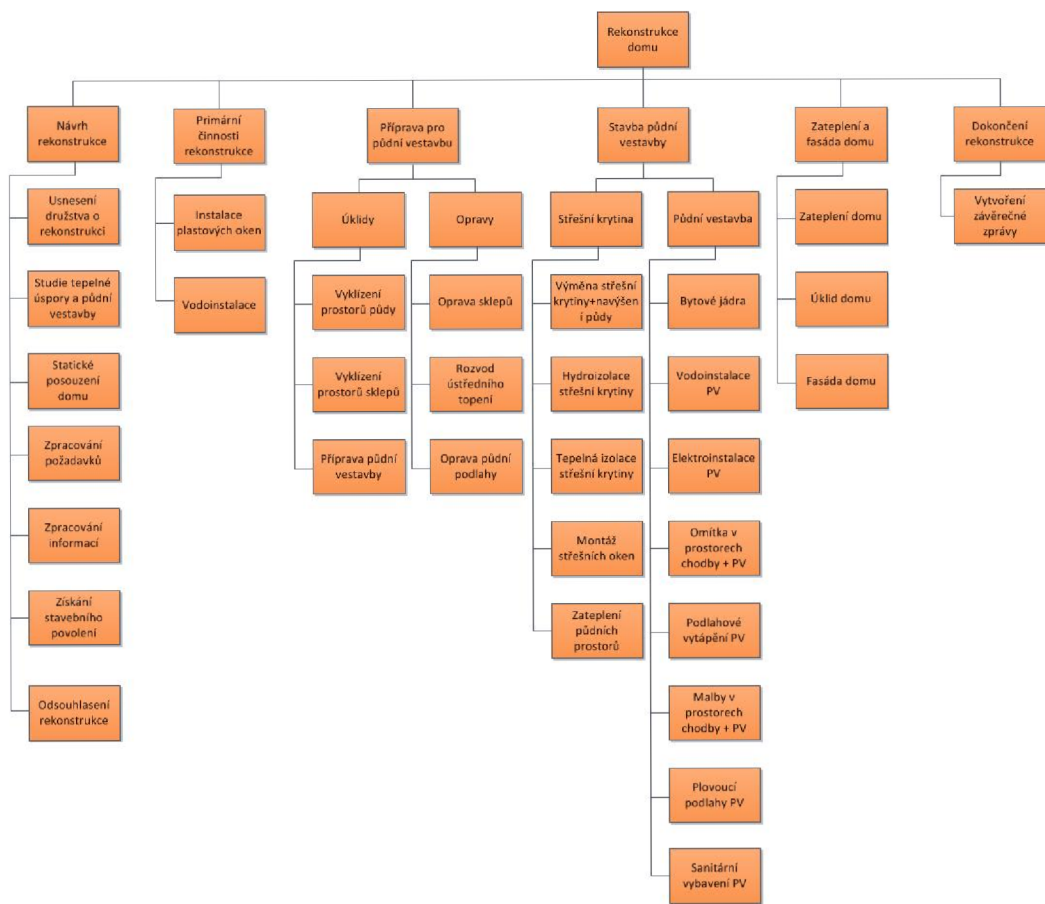 Rekonstrukce
domu
Návrh
rekonstrukce
Primární
činnosti
rekonstrukce
Příprava pro
půdní vestavbu
Stavba půdní
vestavby
Zateplení a
fasáda domu
Dokončení
rekonstrukce
Usnesení
družstva o
rekonstrukci
Studie tepelné
úspory a půdní
vestavby
Statické
posouzení
domu
Zpracování
požadavků
Zpracování
informací
Získání
stavebního
povolení
Odsouhlasení
rekonstrukce
Instalace
plastových oken
Vodoinstalace
Úklidy
Vyklízení
prostorů půdy
Vyklízení
prostorů sklepů
Příprava půdní
vestavby
Opravy
Oprava sklepů
Rozvod
ústředního
topení
Oprava půdní
podlahy
Střešní krytina
Výměna střešní
krytiny+navýšen
í půdy
Hydroizolace
střešní krytiny
Tepelná izolace
střešní krytiny
Montáž
střešních oken
Zateplení
půdních
prostorů
Půdní vestavba
Bytové jádra
Vodoinstalace
PV
Elektroinstalace
PV
Omítka v
prostorech
chodby + PV
Podlahové
vytápění PV
Malby v
prostorech
chodby + PV
Plovoucí
podlahy PV
Sanitární
vybavení PV
Zateplení domu
Úklid domu
Fasáda domu
Vytvoření
závěrečné
zprávy